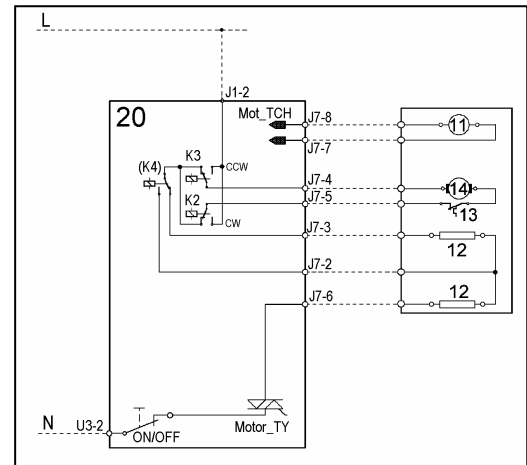 L
J1-2
20
Mot_TCH
J7-8
11
J7-7
K3
(K4)
CCW
J7-4
14
J7-5
13
K2
CW
J7-3
12
J7-2
J7-6
12
N
U3-2
ON/OFF
Motor_TY